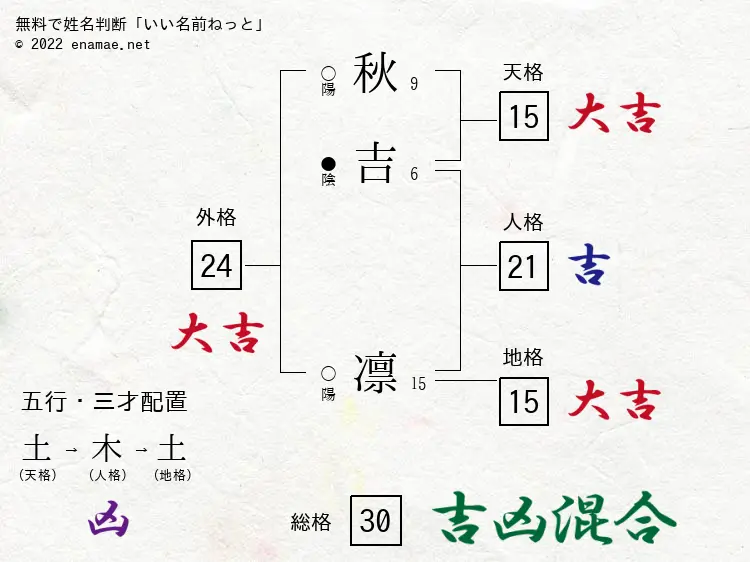 無料で姓名判断「いい名前ねっと」
© 2022 enamae.net
○
陽
秋
9
天格
15
大吉
●
陰
吉
6
外格
24
大吉
人格
21
吉
○
陽
凛
15
地格
15
大吉
五行・三才配置
土→木→土
(天格) (人格) (地格)
凶
総格
30
吉凶混合